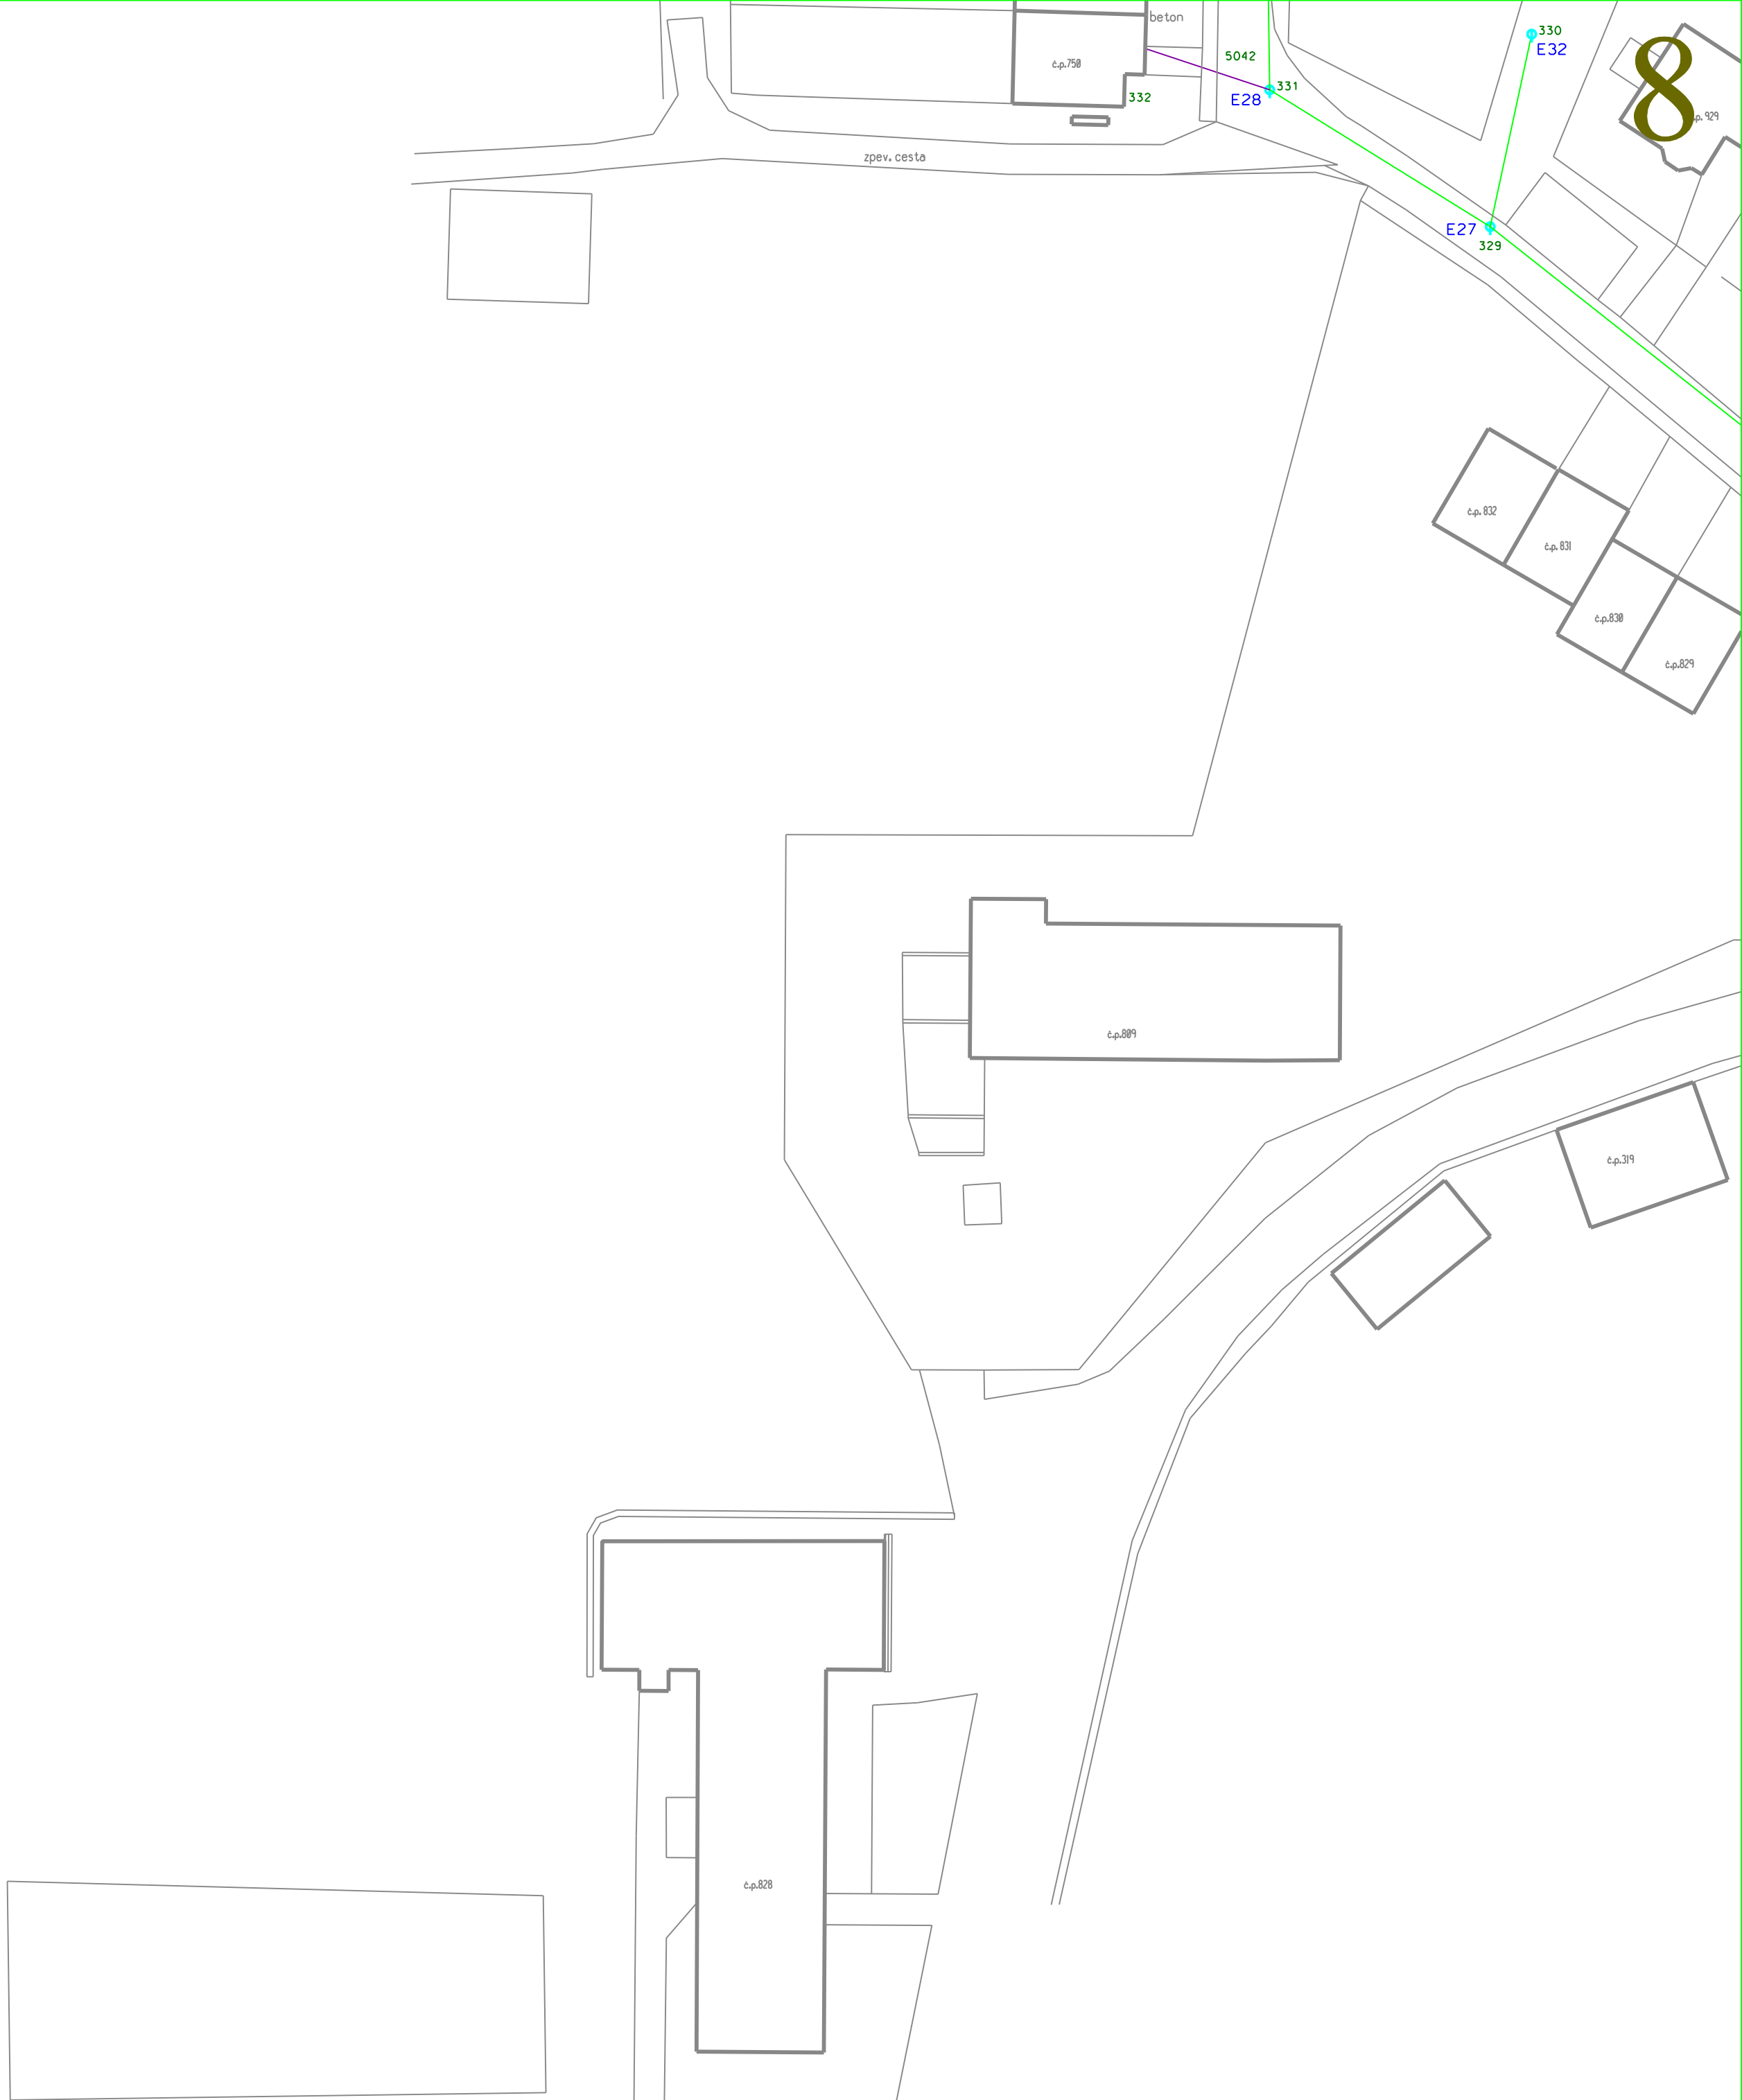 beton
330
E32
8
5042
č.p.750
331
E28
332
č.p. 929
zpev. cesta
E27
329
č.p. 832
č.p. 831
č.p.830
č.p.829
č.p.809
č.p.319
č.p.828